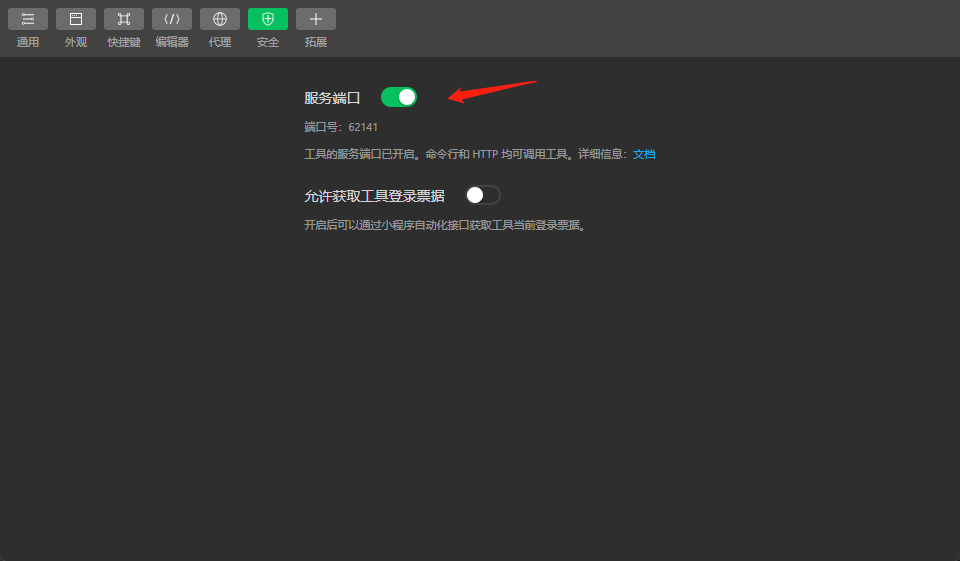 通用 外观 快捷键 编辑器 代理 安全 拓展
服务端口
端口号：62141
工具的服务端口已开启。命令行和 HTTP 均可调用工具。详细信息：文档
允许获取工具登录票据
开启后可以通过小程序自动化接口获取工具当前登录票据。